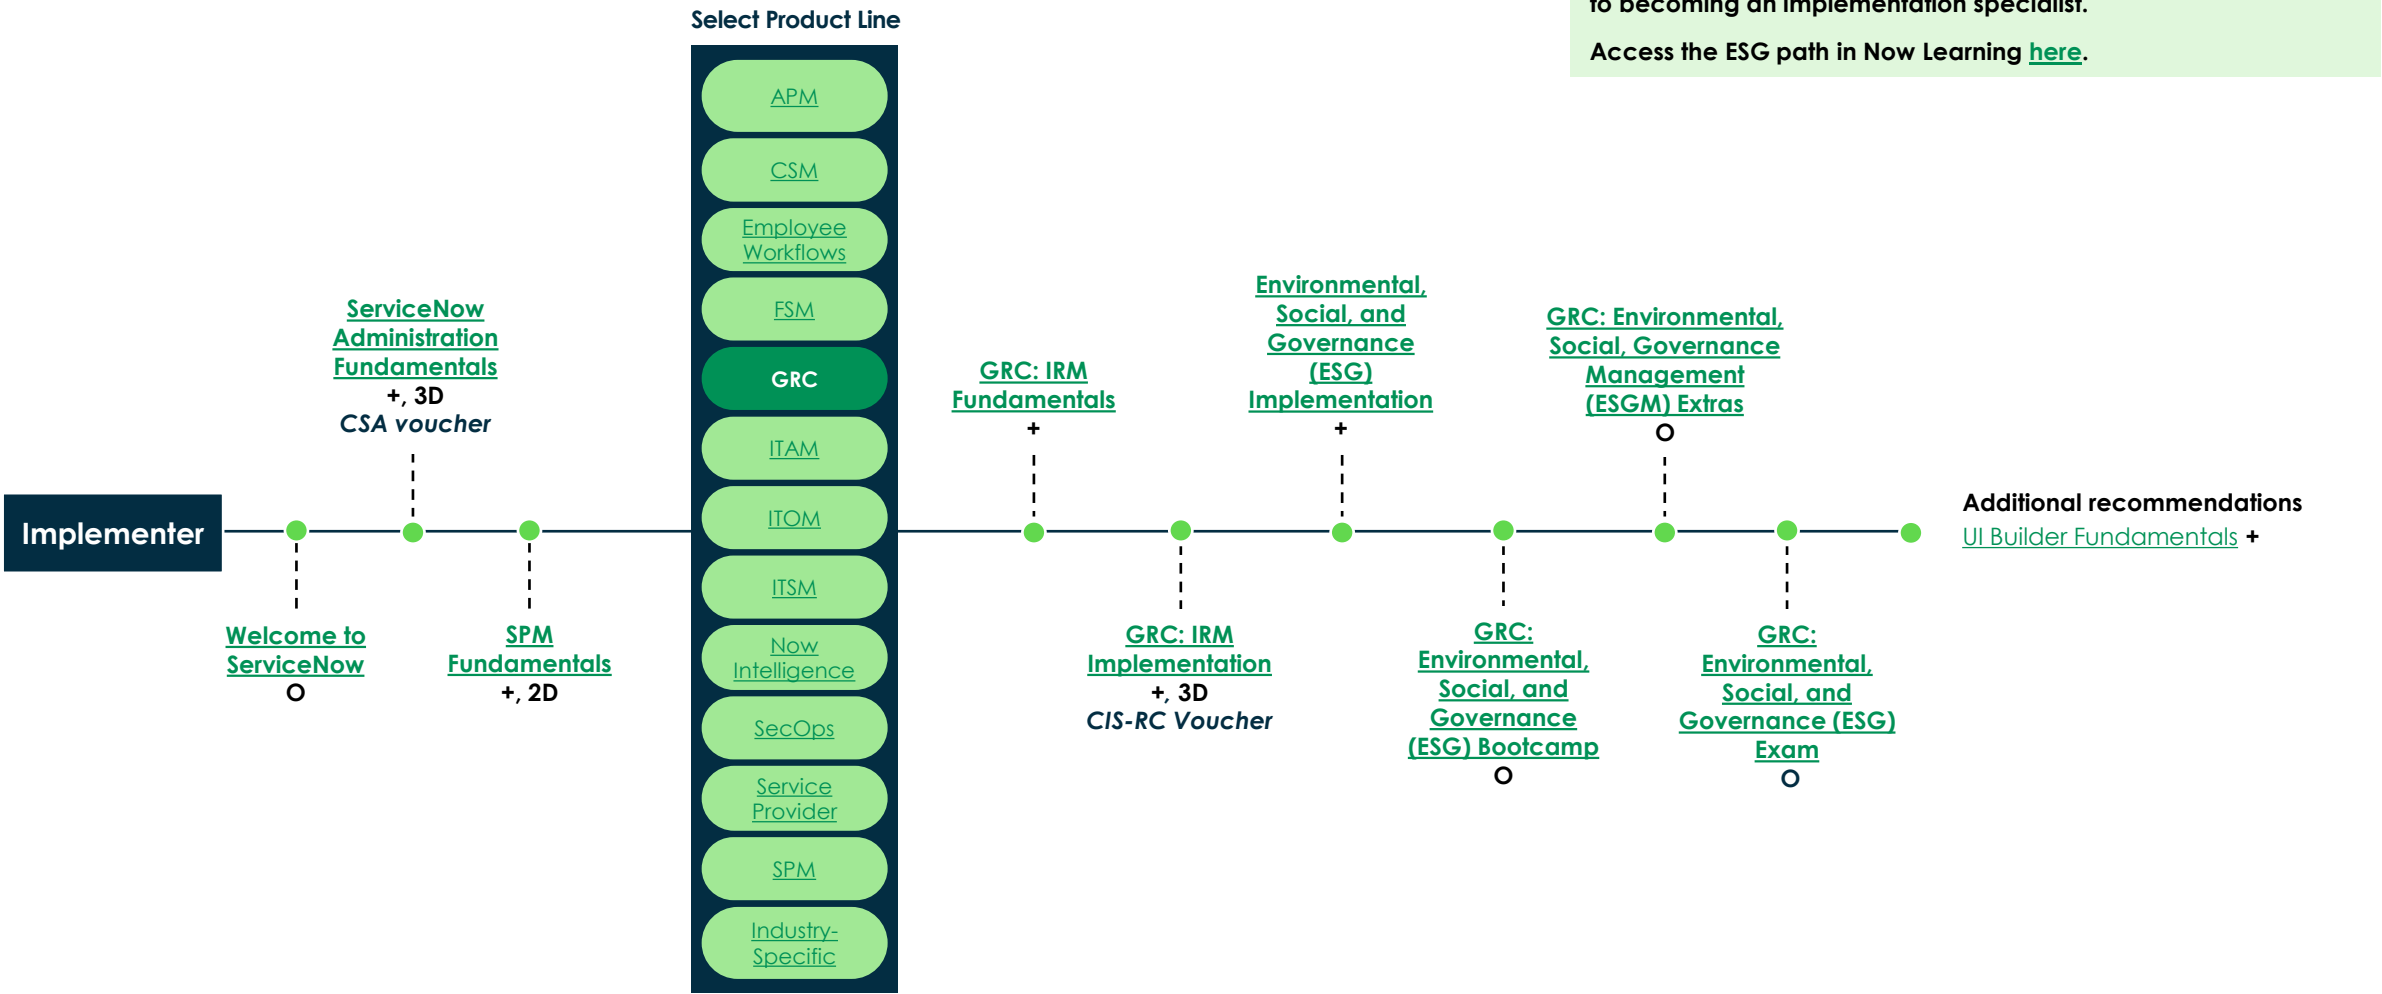 to becoming an implementation specialist.
Access the ESG path in Now Learning here.
Select Product Line
APM
CSM
Employee
Workflows
FSM
GRC
ITAM
ITOM
ITSM
Now
Intelligence
SecOps
Service
Provider
SPM
Industry-
Specific
Implementer
Welcome to
ServiceNow
O
ServiceNow
Administration
Fundamentals
+, 3D
CSA voucher
SPM
Fundamentals
+, 2D
GRC: IRM
Fundamentals
+
GRC: IRM
Implementation
+, 3D
CIS-RC Voucher
Environmental,
Social, and
Governance
(ESG)
Implementation
+
GRC:
Environmental,
Social, and
Governance
(ESG) Bootcamp
O
GRC: Environmental,
Social, Governance
Management
(ESGM) Extras
O
GRC:
Environmental,
Social, and
Governance (ESG)
Exam
O
Additional recommendations
UI Builder Fundamentals +